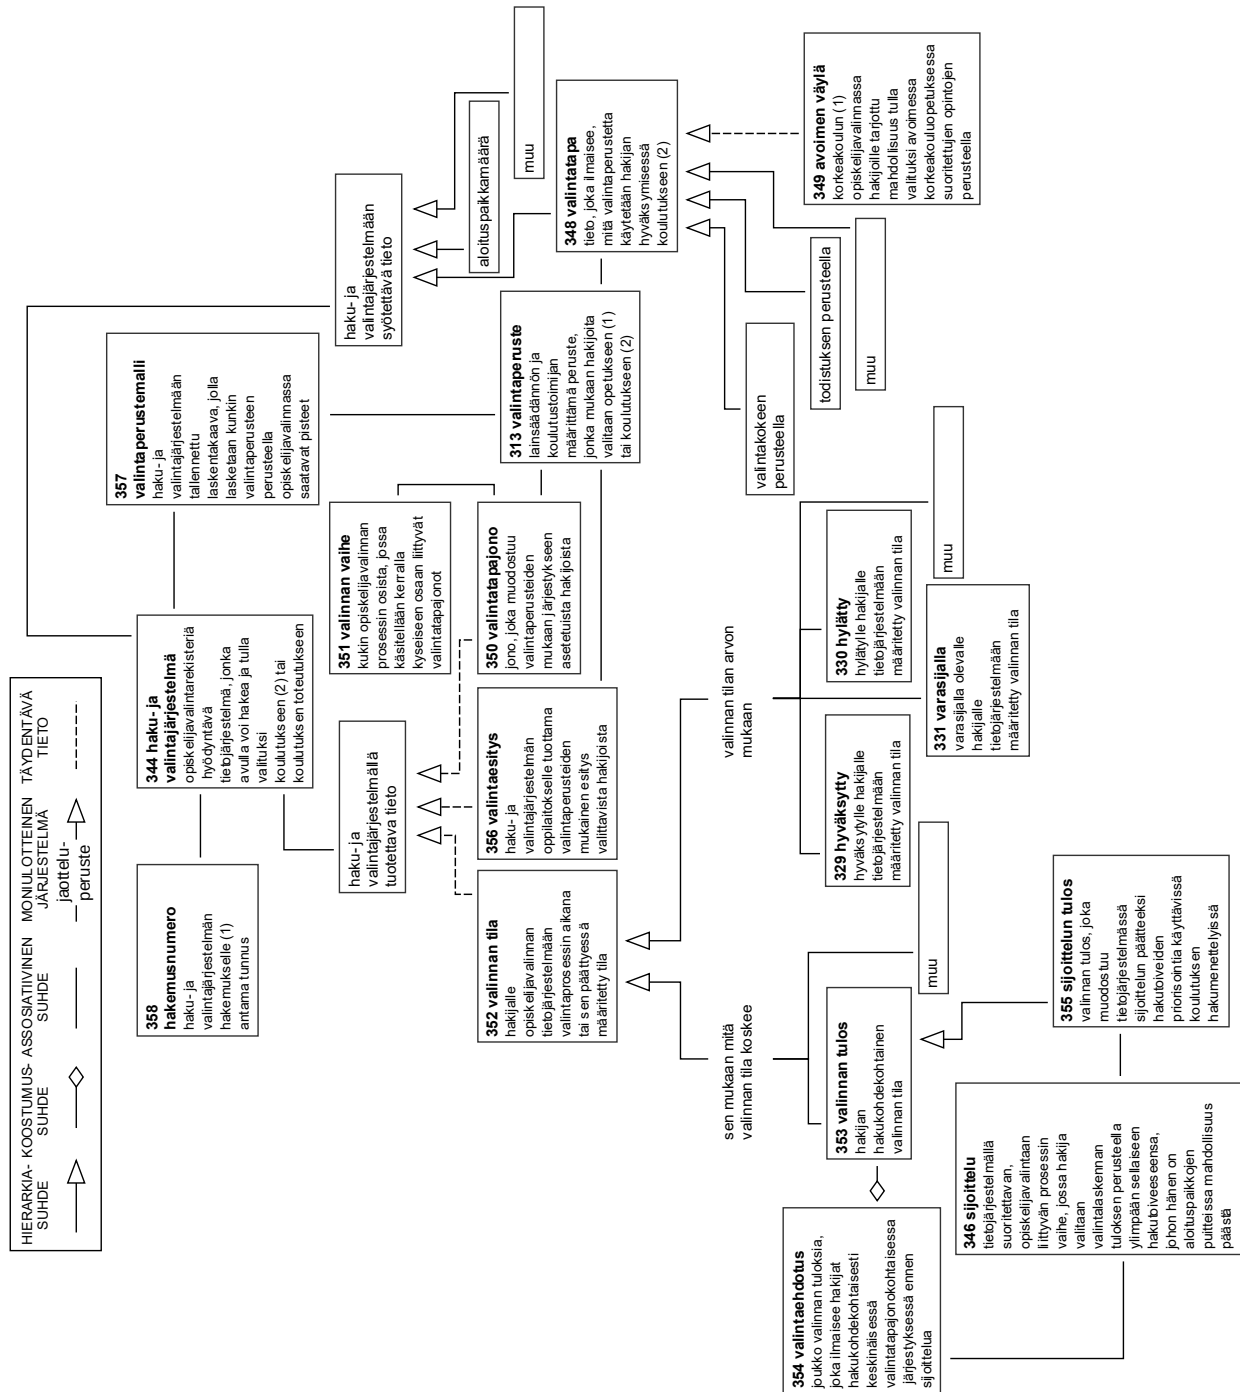 HIERARKIA-
SUHDE
KOOSTUMUS-
SUHDE
ASSOSIATIIVINEN
SUHDE
MONIULOTTEINEN
JÄRJESTELMÄ
jaottelu-
peruste
TÄYDENTÄVÄ
TIETO
358
hakemusnumero
haku- ja
valintajärjestelmän
hakemukselle (1)
antama tunnus
344 haku- ja
valintajärjestelmä
opiskelijavalintarekisteriä
hyödyntävä
tietojärjestelmä, jonka
avulla voi hakea ja tulla
valituksi
koulutukseen (2) tai
koulutuksen toteutukseen
357
valintaperustemalli
haku- ja
valintajärjestelmän
tallennettu
laskentakaava, jolla
lasketaan kunkin
valintaperusteen
perusteella
opiskelijavalinnassa
saatavat pisteet
haku- ja
valintajärjestelmällä
tuotettava tieto
351 valinnan vaihe
kukin opiskelijavalinnan
prosessin osista, jossa
käsitellään kerralla
kyseiseen osaan liittyvät
valintatapajonot
haku- ja
valintajärjestelmään
syötettävä tieto
aloituspaikkamäärä
muu
352 valinnan tila
hakijalle
opiskelijavalinnan
tietojärjestelmään
valintaprosessin aikana
tai sen päättyessä
määritetty tila
356 valintaesitys
haku- ja
valintajärjestelmän
oppilaitokselle tuottama
valintaperusteiden
mukainen esitys
valittavista hakijoista
350 valintatapajono
jono, joka muodostuu
valintaperusteiden
mukaan järjestykseen
asetetuista hakijoista
313 valintaperuste
lainsäädännön ja
koulutustoimijan
määrittämä peruste,
jonka mukaan hakijoita
valitaan opetukseen (1)
tai koulutukseen (2)
348 valintatapa
tieto, joka ilmaisee,
mitä valintaperustetta
käytetään hakijan
hyväksymisessä
koulutukseen (2)
sen mukaan mitä
valinnan tila koskee
valinnan tilan arvon
mukaan
valintakokeen
perusteella
todistuksen perusteella
muu
349 avoimen väylä
korkeakoulun (1)
opiskelijavalinnassa
hakijoille tarjottu
mahdollisuus tulla
valituksi avoimessa
korkeakouluopetuksessa
suoritettujen opintojen
perusteella
354 valintaehdotus
joukko valinnan tuloksia,
joka ilmaisee hakijat
hakukohdekohtaisesti
keskinäisessä
valintatapajonokohtaisessa
järjestyksessä ennen
sijoittelua
353 valinnan tulos
hakijan
hakukohdekohtainen
valinnan tila
muu
329 hyväksytty
hyväksytylle hakijalle
tietojärjestelmään
määritetty valinnan tila
330 hylätty
hylätylle hakijalle
tietojärjestelmään
määritetty valinnan tila
331 varasijalla
varasijalla olevalle
hakijalle
tietojärjestelmään
määritetty valinnan tila
muu
346 sijoittelu
tietojärjestelmällä
suoritettavan,
opiskelijavalintaan
liittyvän prosessin
vaihe, jossa hakija
valitaan
valintalaskennan
tuloksen perusteella
ylimpään sellaiseen
hakutoiveeseensa,
johon hänen on
aloituspaikkojen
puitteissa mahdollisuus
päästä
355 sijoittelun tulos
valinnan tulos, joka
muodostuu
tietojärjestelmässä
sijoittelun päätteeksi
hakutoiveiden
priorisointia käyttävissä
koulutuksen
hakumenettelyissä